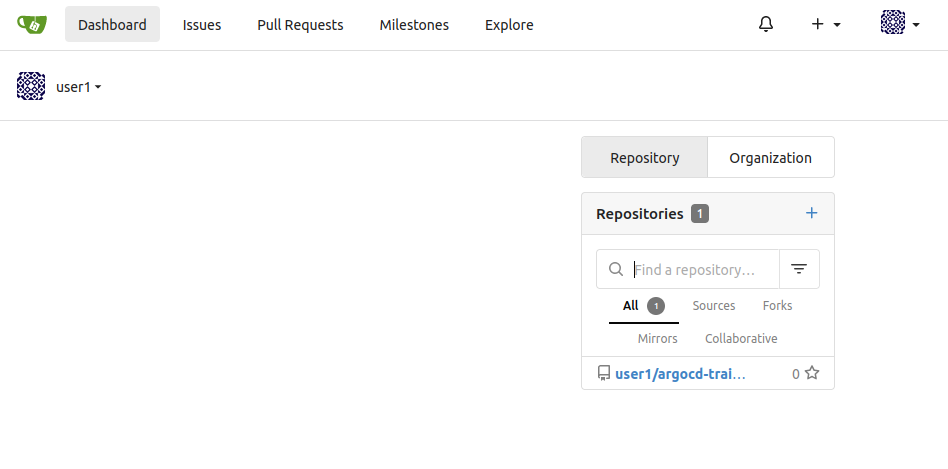 Dashboard Issues Pull Requests Milestones Explore
user1
Repository Organization
Repositories 1
Find a repository...
All 1 Sources Forks
Mirrors Collaborative
user1/argocd-trai... 0